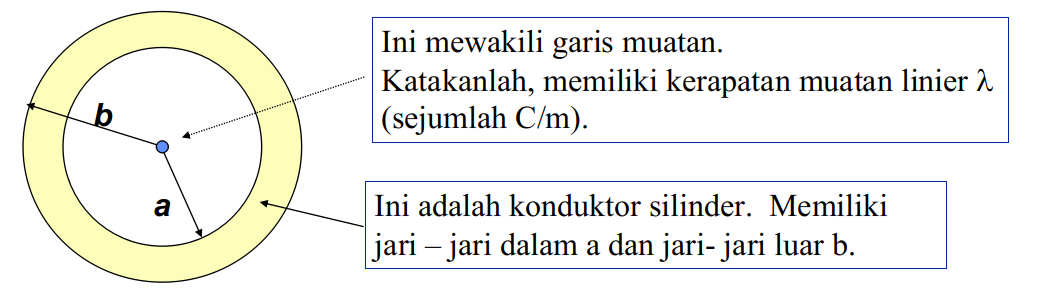 Ini mewakili garis muatan.
Katakanlah, memiliki kerapatan muatan linier λ
(sejumlah C/m).
b
a
Ini adalah konduktor silinder.  Memiliki
jari – jari dalam a dan jari- jari luar b.